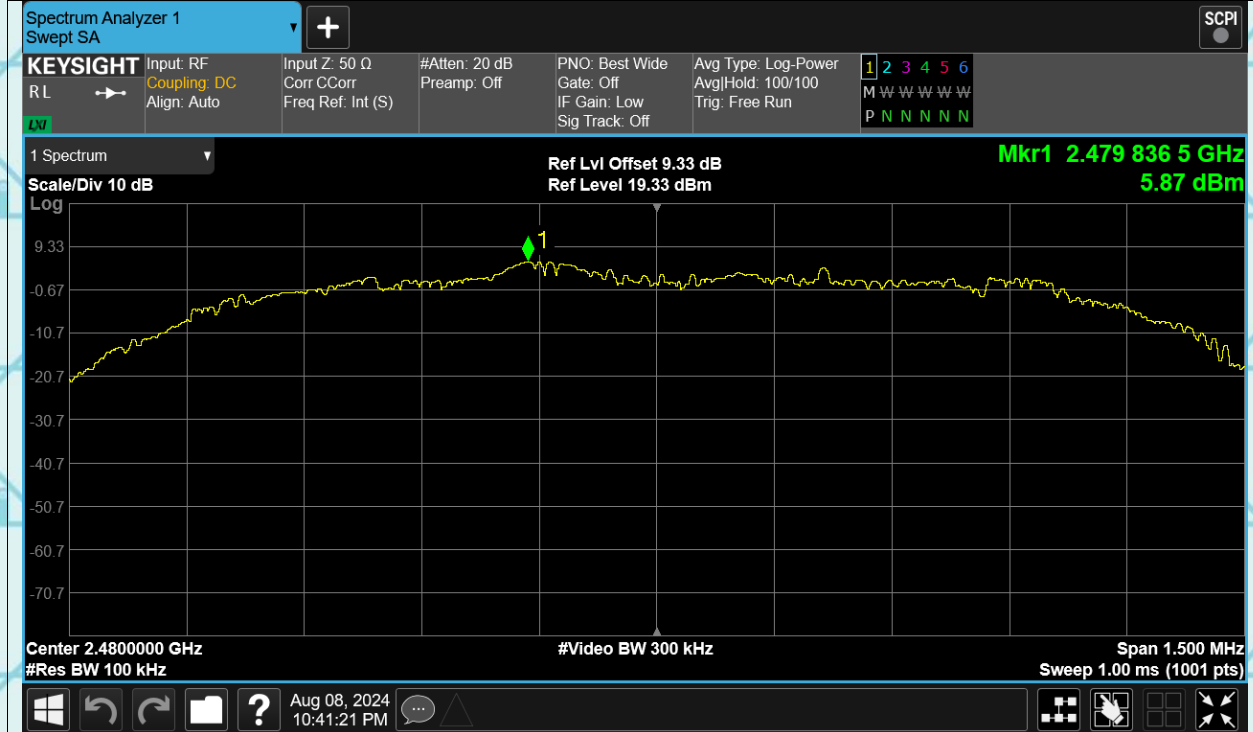 Spectrum Analyzer 1
Swept SA
+
SCPI
KEYSIGHT
R L
LXI
Input: RF
Coupling: DC
Align: Auto
Input Z: 50 Ω
Corr CCorr
Freq Ref: Int (S)
#Atten: 20 dB
Preamp: Off
PNO: Best Wide
Gate: Off
IF Gain: Low
Sig Track: Off
Avg Type: Log-Power
Avg|Hold: 100/100
Trig: Free Run
1 2 3 4 5 6
M W W W W W
P N N N N N
1 Spectrum
Scale/Div 10 dB
Log
Ref Lvl Offset 9.33 dB
Ref Level 19.33 dBm
Mkr1 2.479 836 5 GHz
5.87 dBm
1
9.33
-0.67
-10.7
-20.7
-30.7
-40.7
-50.7
-60.7
-70.7
Center 2.4800000 GHz
#Res BW 100 kHz
#Video BW 300 kHz
Span 1.500 MHz
Sweep 1.00 ms (1001 pts)
?
Aug 08, 2024
10:41:21 PM